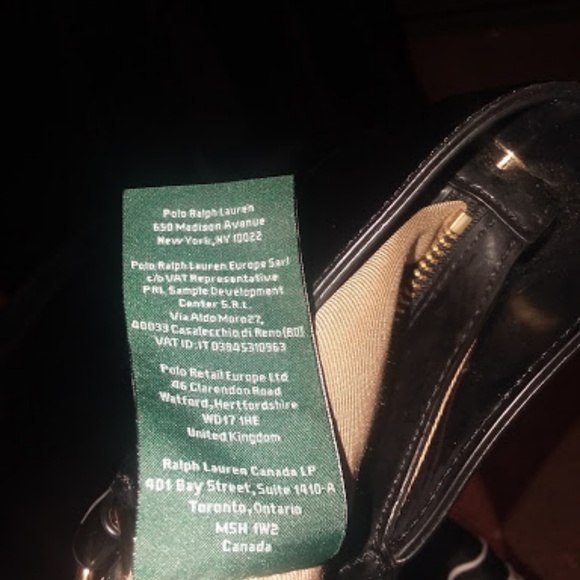 Polo Ralph Lauren
650 Madison Avenue
New York, NY 10022
Polo Ralph Lauren Europe Sarl
c/o VAT Representative
PRL Sample Development
Center S.R.L.
Via Aldo Moro 27,
40033 Casalecchio di Reno (BO)
VAT ID: IT 03845310963
Polo Retail Europe Ltd
46 Clarendon Road
Watford, Hertfordshire
WD17 1HE
United Kingdom
Ralph Lauren Canada LP
401 Bay Street, Suite 1410-A
Toronto, Ontario
M5H 1W2
Canada